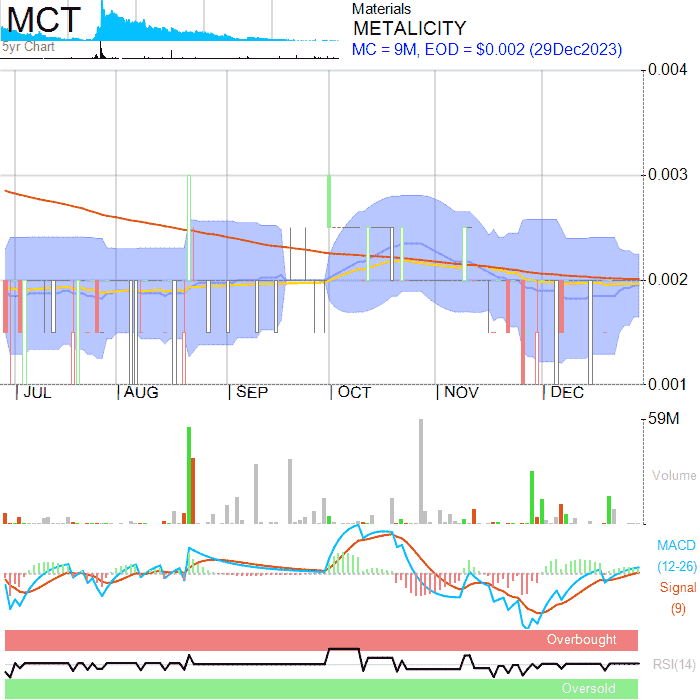 MCT
5yr Chart
Materials
METALICITY
MC = 9M, EOD = $0.002 (29Dec2023)
0.004
0.003
0.002
0.001
JUL
AUG
SEP
OCT
NOV
DEC
59M
Volume
MACD
(12-26)
Signal
(9)
Overbought
RSI(14)
Oversold